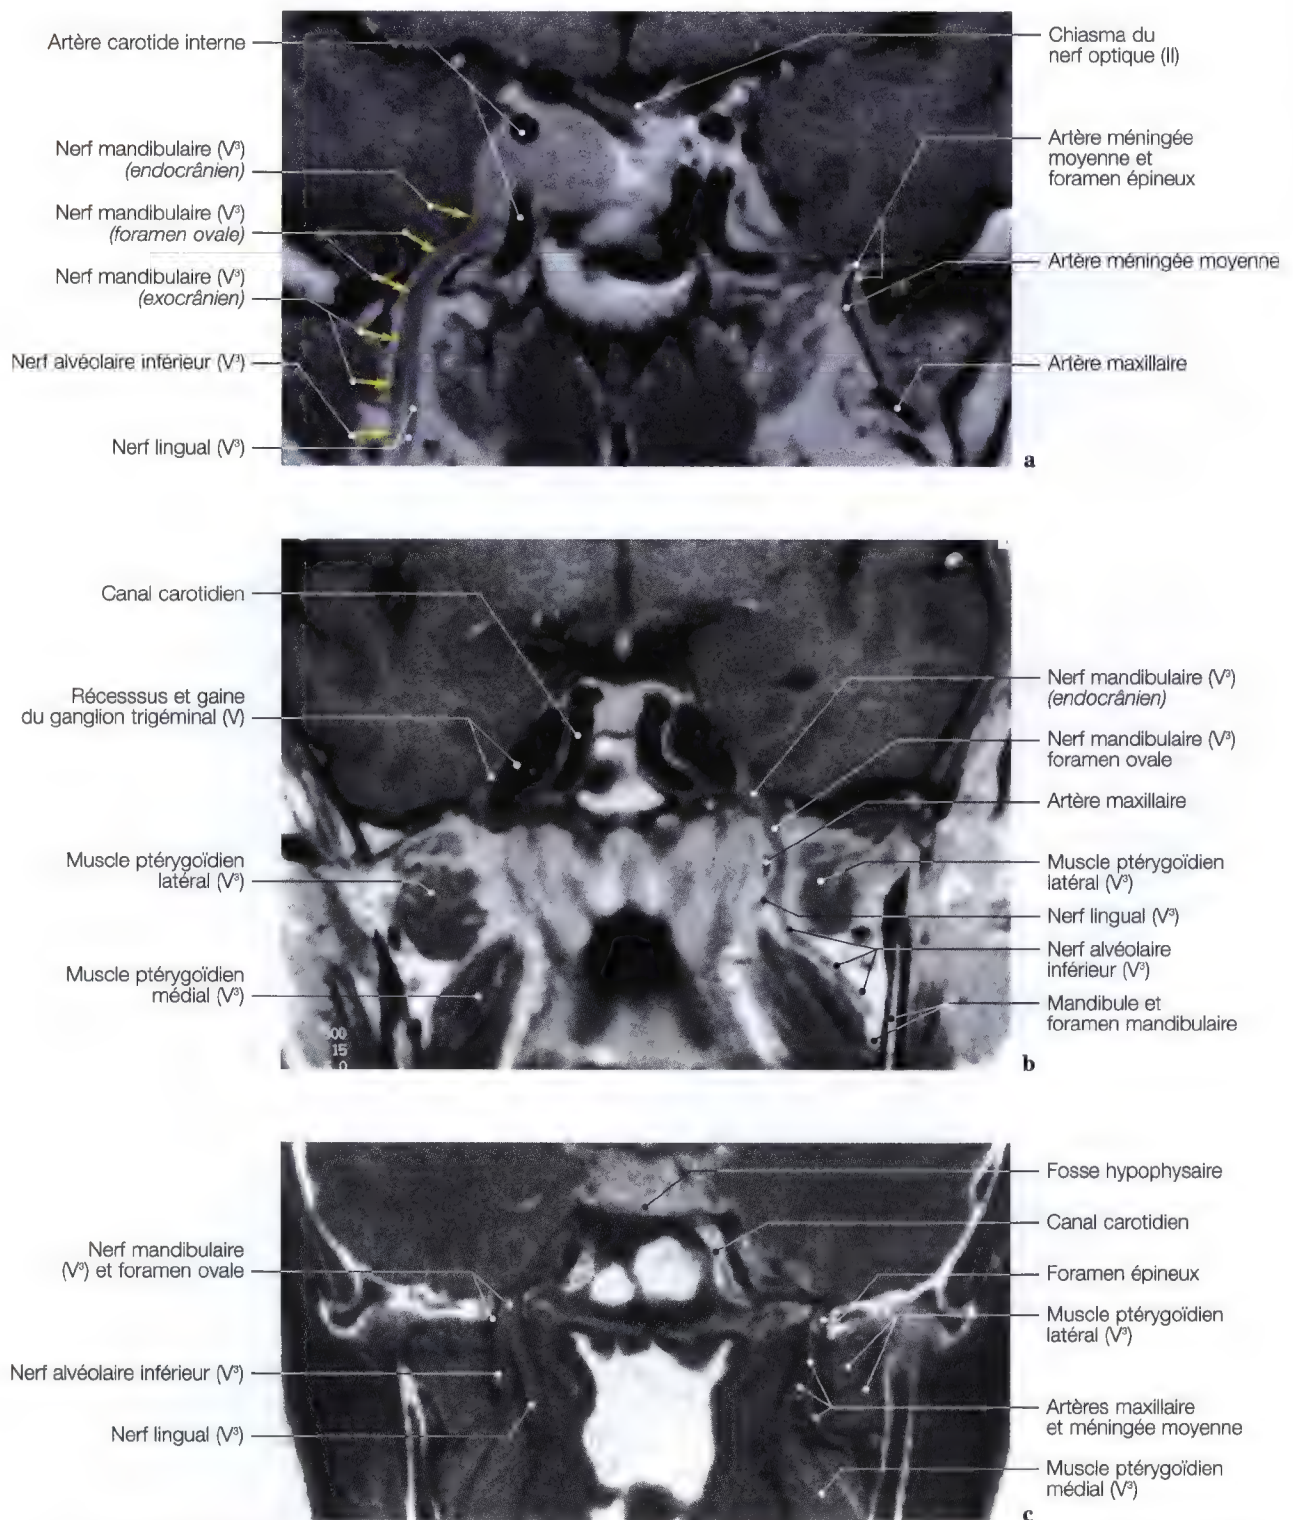 Artère carotide interne
Nerf mandibulaire (V³)
(endocrânien)
Nerf mandibulaire (V³)
(foramen ovale)
Nerf mandibulaire (V³)
(exocrânien)
Nerf alvéolaire inférieur (V³)
Nerf lingual (V³)
Chiasma du
nerf optique (II)
Artère méningée
moyenne et
foramen épineux
Artère méningée moyenne
Artère maxillaire
a
Canal carotidien
Récesssus et gaine
du ganglion trigéminal (V)
Muscle ptérygoïdien
latéral (V³)
Muscle ptérygoïdien
médial (V³)
00
15
0
Nerf mandibulaire (V³)
(endocrânien)
Nerf mandibulaire (V³)
foramen ovale
Artère maxillaire
Muscle ptérygoïdien
latéral (V³)
Nerf lingual (V³)
Nerf alvéolaire
inférieur (V³)
Mandibule et
foramen mandibulaire
b
Nerf mandibulaire
(V³) et foramen ovale
Nerf alvéolaire inférieur (V³)
Nerf lingual (V³)
Fosse hypophysaire
Canal carotidien
Foramen épineux
Muscle ptérygoïdien
latéral (V³)
Artères maxillaire
et méningée moyenne
Muscle ptérygoïdien
médial (V³)
c